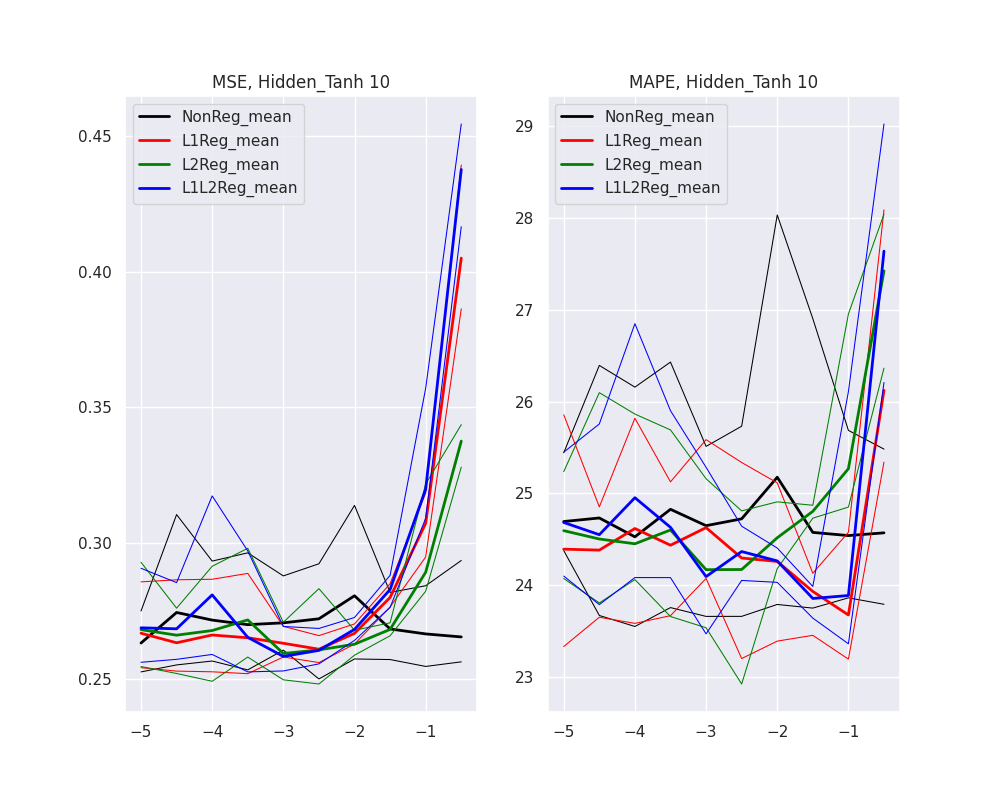 MSE, Hidden_Tanh 10
NonReg_mean
L1Reg_mean
L2Reg_mean
L1L2Reg_mean
0.45
0.40
0.35
0.30
0.25
−5 −4 −3 −2 −1
MAPE, Hidden_Tanh 10
NonReg_mean
L1Reg_mean
L2Reg_mean
L1L2Reg_mean
29
28
27
26
25
24
23
−5 −4 −3 −2 −1